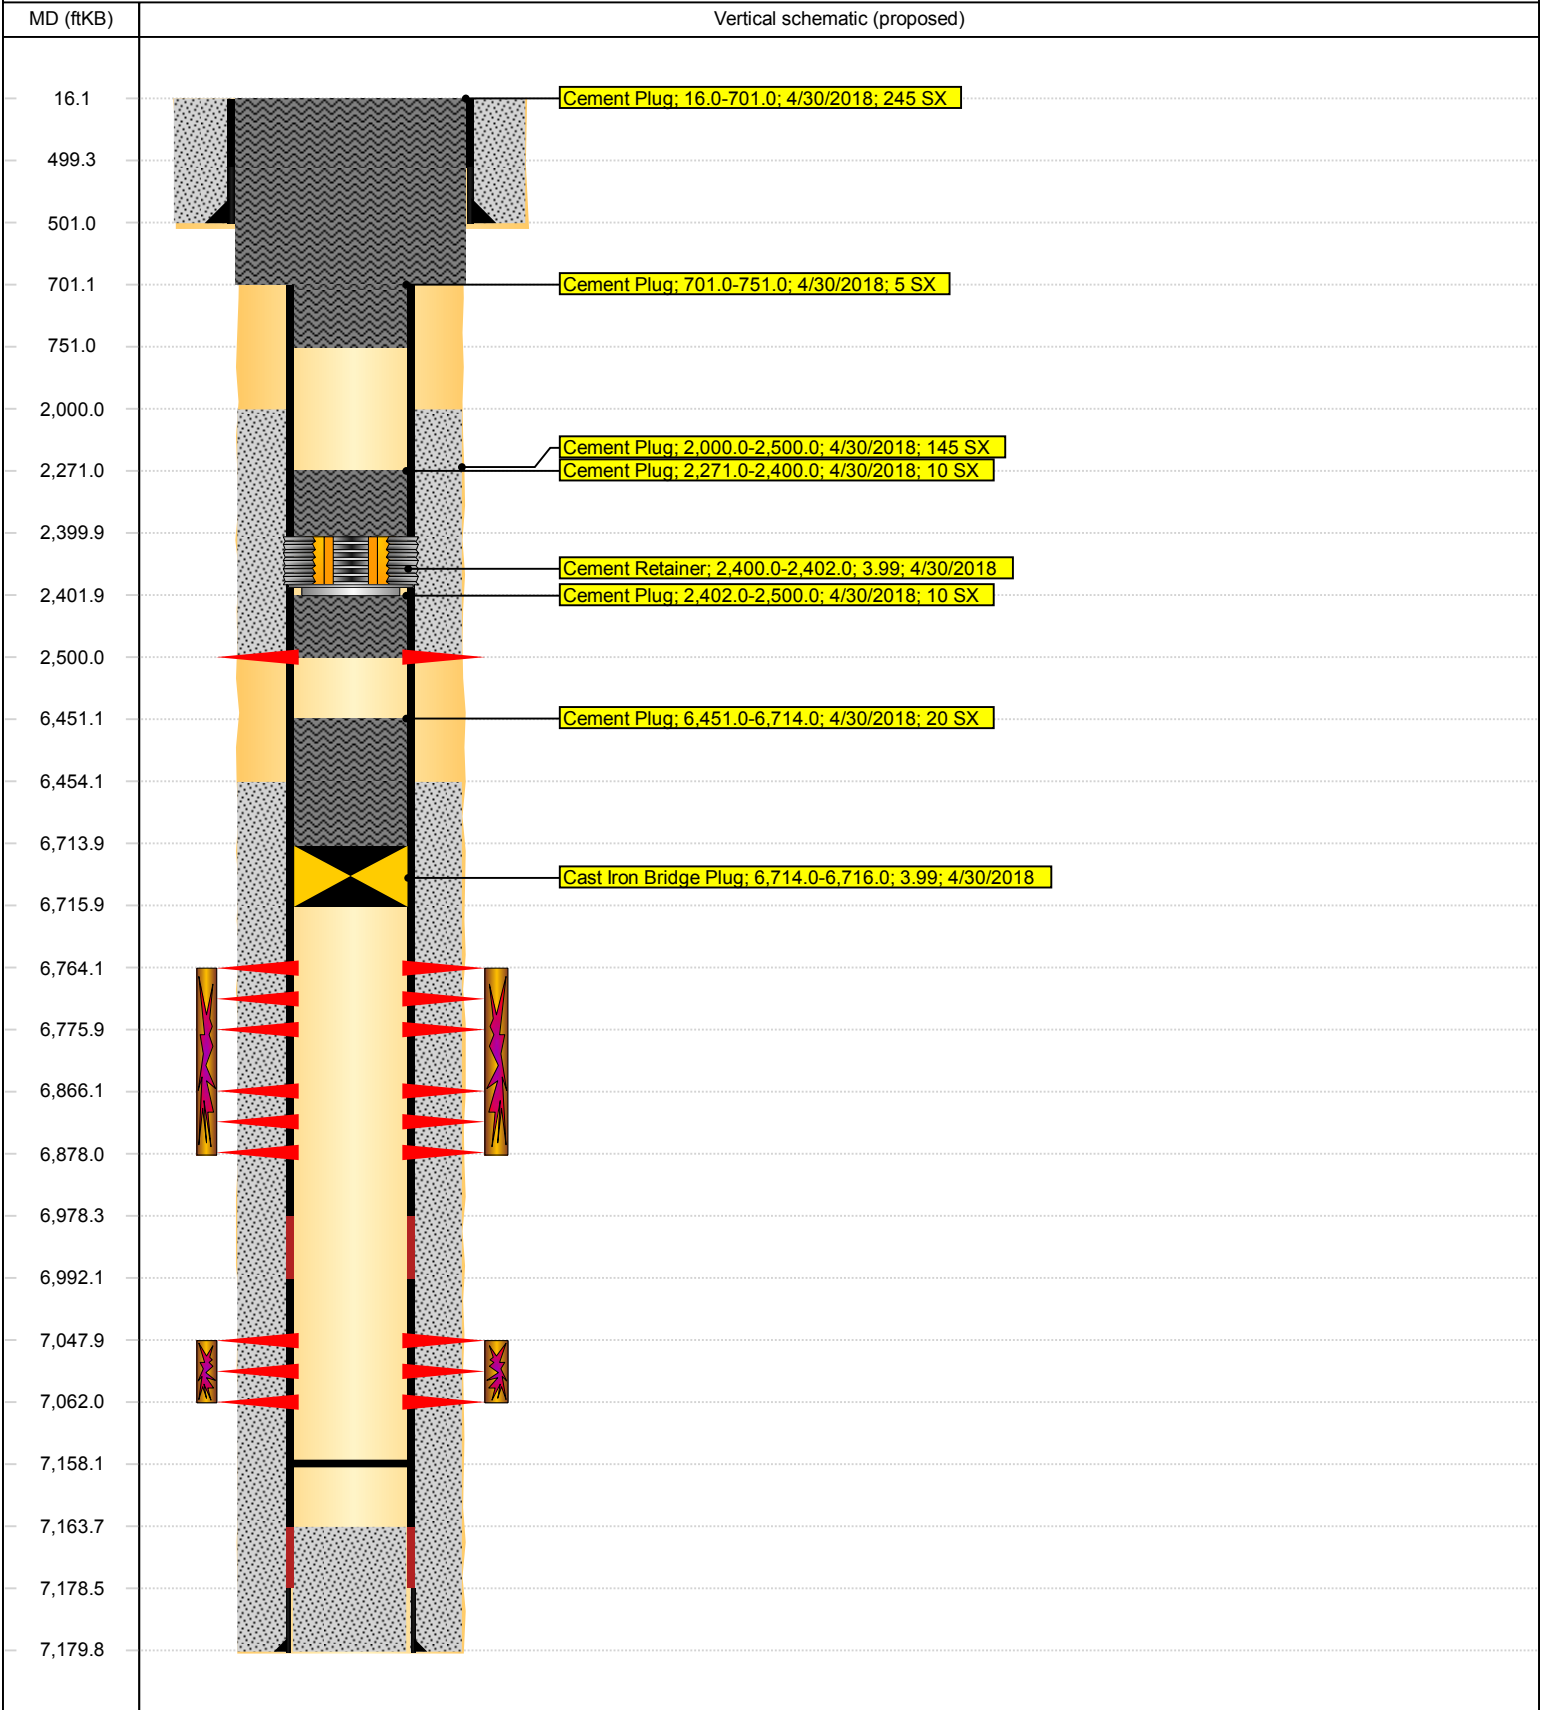 MD (ftKB)
Vertical schematic (proposed)
16.1
Cement Plug; 16.0-701.0; 4/30/2018; 245 SX
499.3
501.0
701.1
Cement Plug; 701.0-751.0; 4/30/2018; 5 SX
751.0
2,000.0
Cement Plug; 2,000.0-2,500.0; 4/30/2018; 145 SX
2,271.0
Cement Plug; 2,271.0-2,400.0; 4/30/2018; 10 SX
2,399.9
Cement Retainer; 2,400.0-2,402.0; 3.99; 4/30/2018
2,401.9
Cement Plug; 2,402.0-2,500.0; 4/30/2018; 10 SX
2,500.0
6,451.1
Cement Plug; 6,451.0-6,714.0; 4/30/2018; 20 SX
6,454.1
6,713.9
Cast Iron Bridge Plug; 6,714.0-6,716.0; 3.99; 4/30/2018
6,715.9
6,764.1
6,775.9
6,866.1
6,878.0
6,978.3
6,992.1
7,047.9
7,062.0
7,158.1
7,163.7
7,178.5
7,179.8